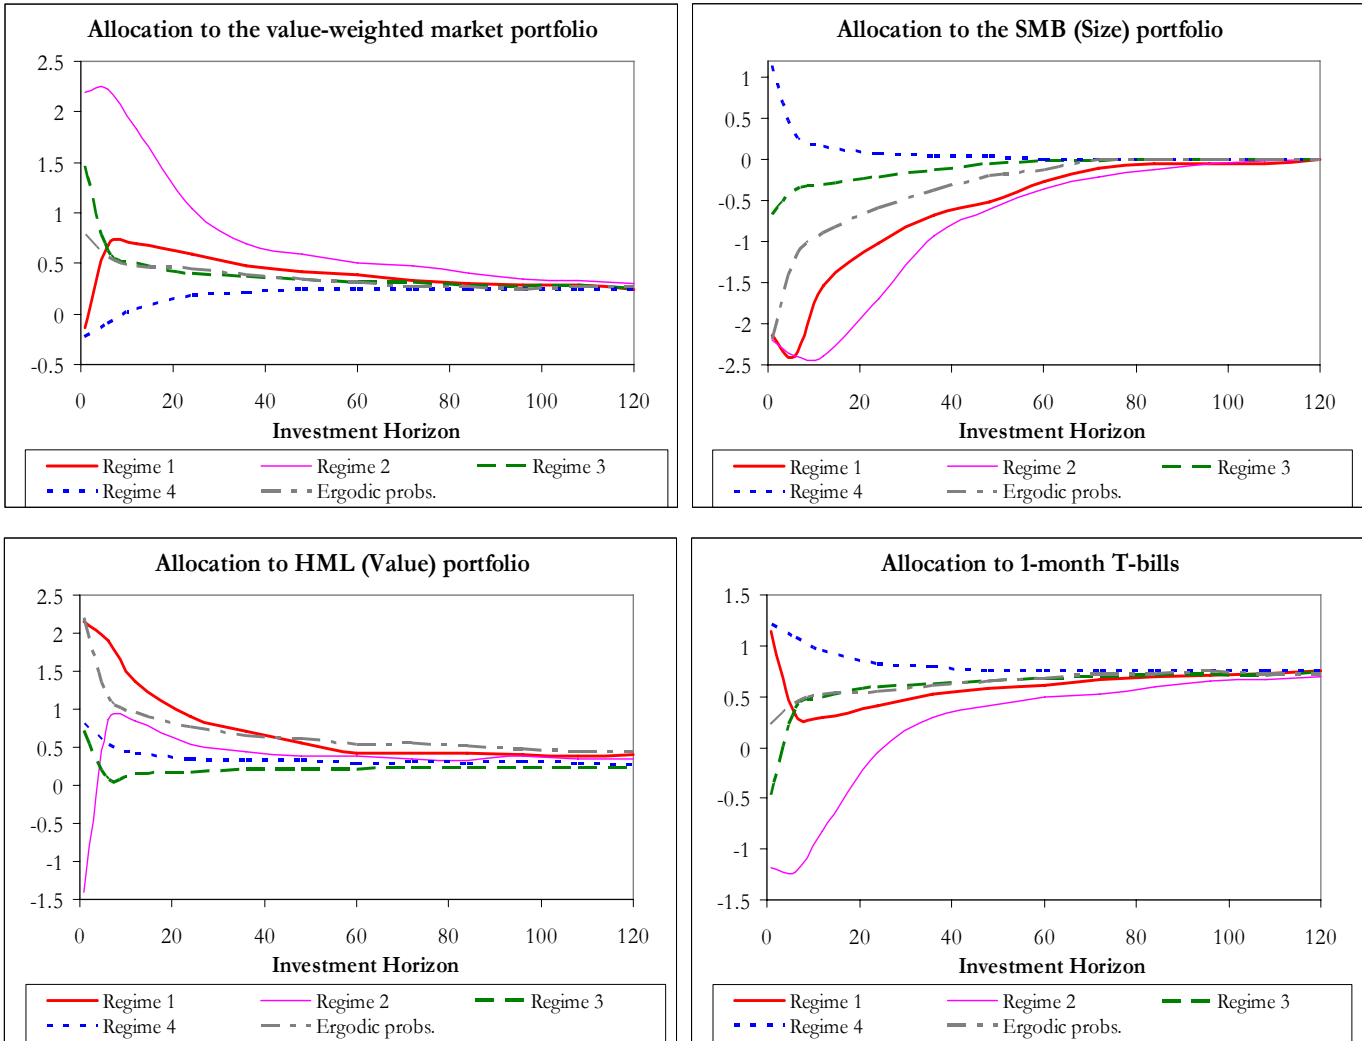 Allocation to the value-weighted market portfolio
2.5
2
1.5
1
0.5
0
-0.5
0 20 40 60 80 100 120
Investment Horizon
Regime 1 Regime 2 Regime 3
Regime 4 Ergodic probs.
Allocation to the SMB (Size) portfolio
1
0.5
0
-0.5
-1
-1.5
-2
-2.5
0 20 40 60 80 100 120
Investment Horizon
Regime 1 Regime 2 Regime 3
Regime 4 Ergodic probs.
Allocation to HML (Value) portfolio
2.5
2
1.5
1
0.5
0
-0.5
-1
-1.5
0 20 40 60 80 100 120
Investment Horizon
Regime 1 Regime 2 Regime 3
Regime 4 Ergodic probs.
Allocation to 1-month T-bills
1.5
1
0.5
0
-0.5
-1
-1.5
0 20 40 60 80 100 120
Investment Horizon
Regime 1 Regime 2 Regime 3
Regime 4 Ergodic probs.